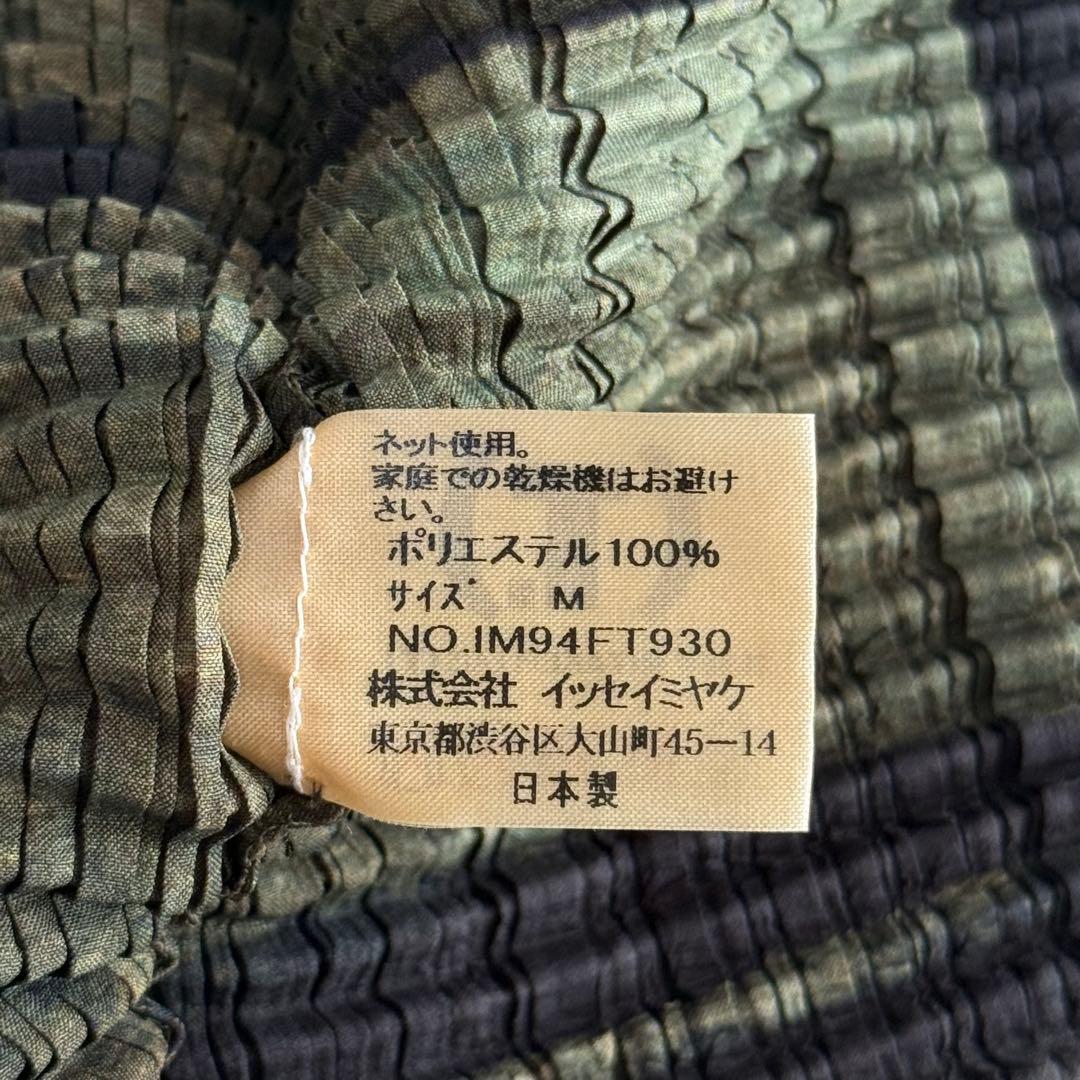 ネット使用。
家庭での乾燥機はお避け
さい。
ポリエステル100%
サイズ M
NO.IM94FT930
株式会社 イッセイミヤケ
東京都渋谷区大山町45−14
日本製